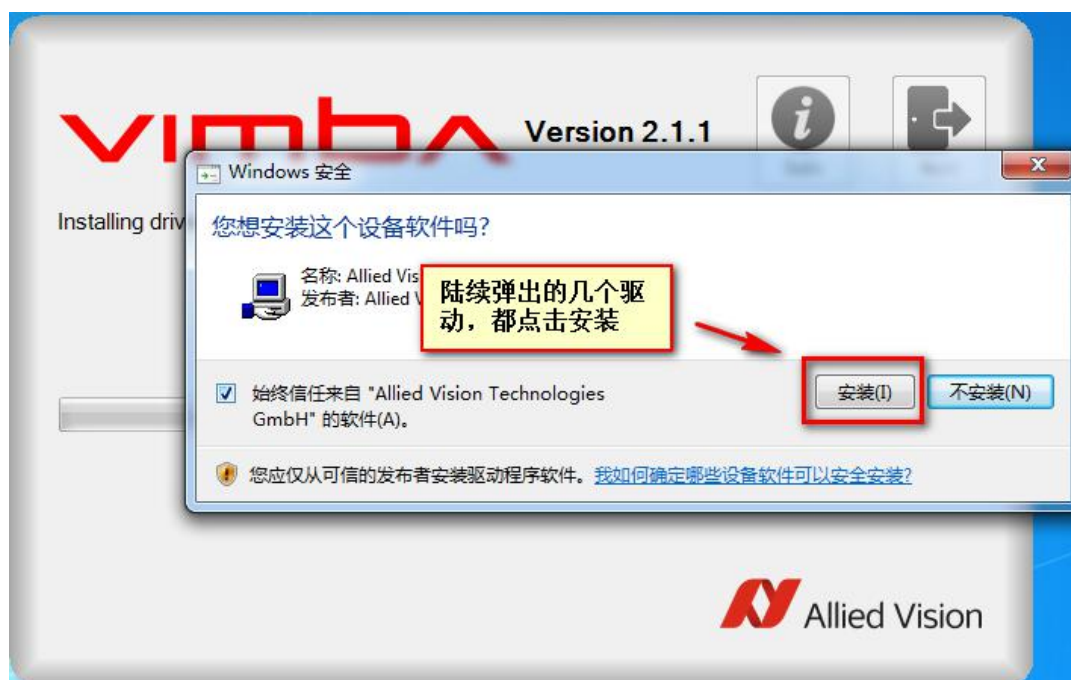 VIMBA Version 2.1.1
Windows 安全
Installing driv
您想安装这个设备软件吗?
名称: Allied Vis
发布者: Allied
陆续弹出的几个驱
动，都点击安装
始终信任来自 "Allied Vision Technologies
GmbH" 的软件(A)。
安装(I)
不安装(N)
您应仅从可信的发布者安装驱动程序软件。我如何确定哪些设备软件可以安全安装?
Allied Vision